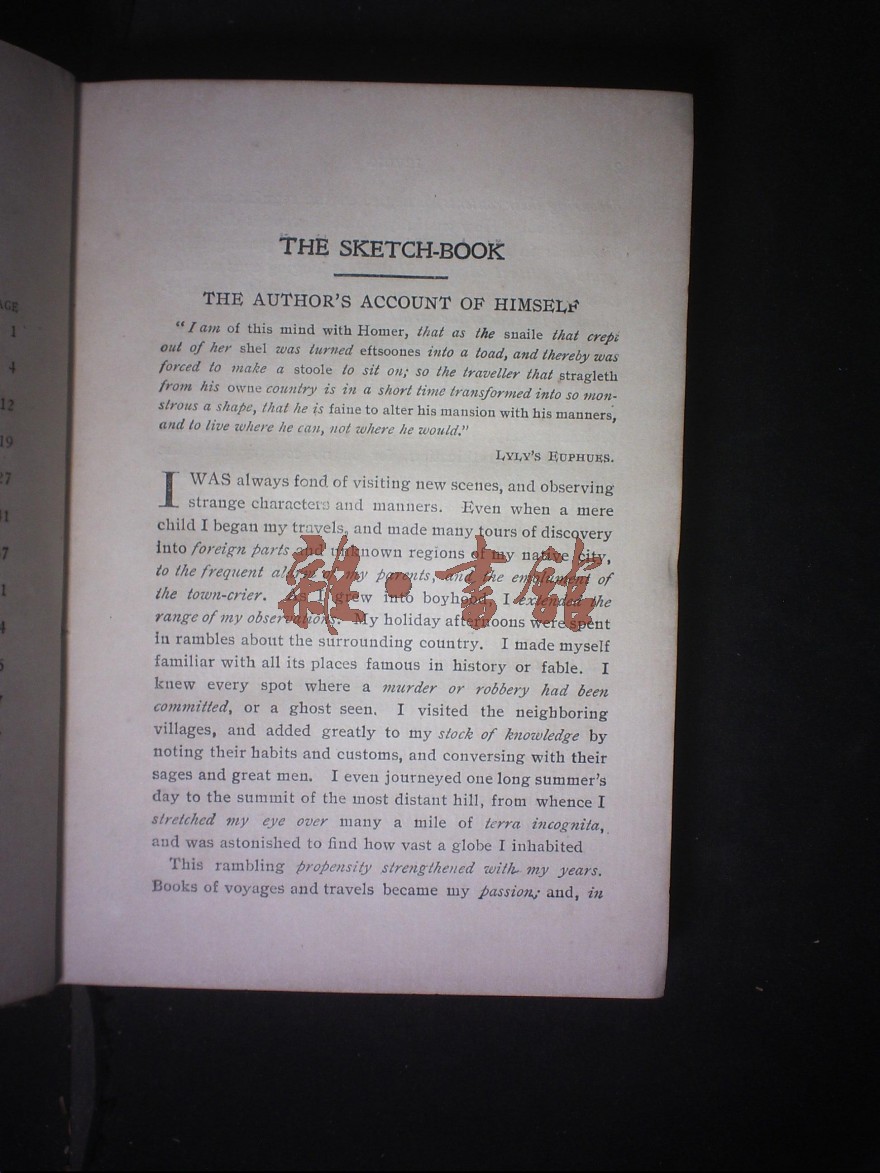 AGE
1
4
12
19
27
THE SKETCH-BOOK
THE AUTHOR'S ACCOUNT OF HIMSELF
"I am of this mind with Homer, that as the snaile that crept
out of her shel was turned eftsoones into a toad, and thereby was
forced to make a stoole to sit on; so the traveller that stragleth
from his owne country is in a short time transformed into so mon-
strous a shape, that he is faine to alter his mansion with his manners,
and to live where he can, not where he would."
LYLY'S EUPHUES.
I WAS always fond of visiting new scenes, and observing
strange characters and manners. Even when a mere
child I began my travels, and made many tours of discovery
into foreign parts and unknown regions of my native city,
to the frequent alarm of my parents, and the emolument of
the town-crier. As I grew into boyhood, I extended the
range of my observations. My holiday afternoons were spent
in rambles about the surrounding country. I made myself
familiar with all its places famous in history or fable. I
knew every spot where a murder or robbery had been
committed, or a ghost seen. I visited the neighboring
villages, and added greatly to my stock of knowledge by
noting their habits and customs, and conversing with their
sages and great men. I even journeyed one long summer's
day to the summit of the most distant hill, from whence I
stretched my eye over many a mile of terra incognita,
and was astonished to find how vast a globe I inhabited
This rambling propensity strengthened with my years.
Books of voyages and travels became my passion; and, in
雜·書館